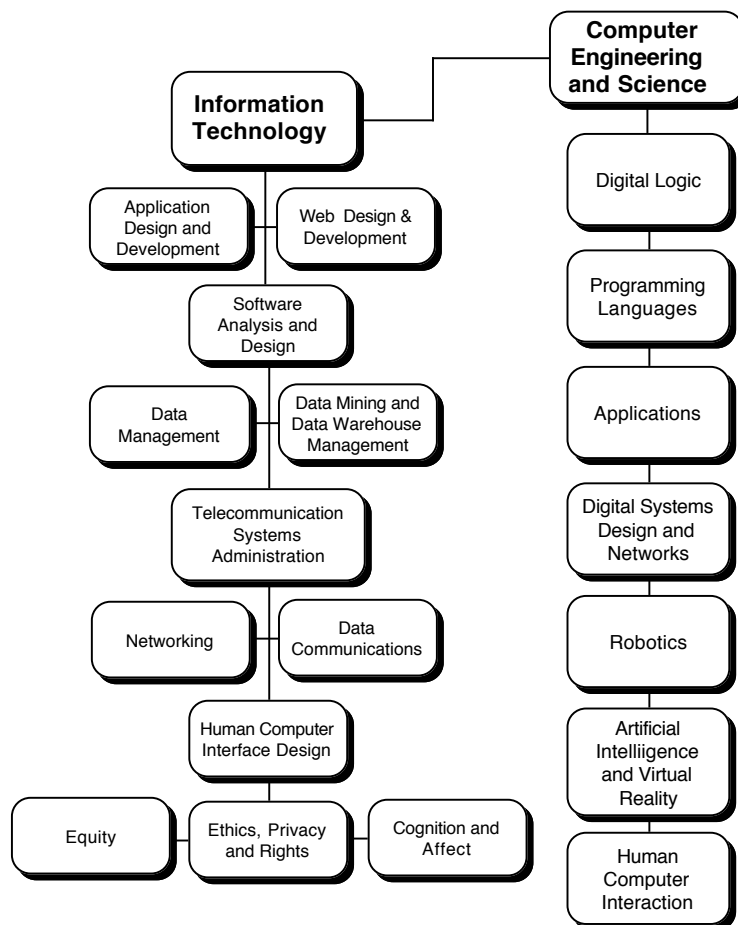 Computer
Engineering
and Science
Information
Technology
Digital Logic
Application
Design and
Development
Web Design &
Development
Programming
Languages
Software
Analysis and
Design
Data
Management
Data Mining and
Data Warehouse
Management
Applications
Telecommunication
Systems
Administration
Digital Systems
Design and
Networks
Networking
Data
Communications
Robotics
Human Computer
Interface Design
Artificial
Inteliigence
and Virtual
Reality
Equity
Ethics, Privacy
and Rights
Cognition and
Affect
Human
Computer
Interaction